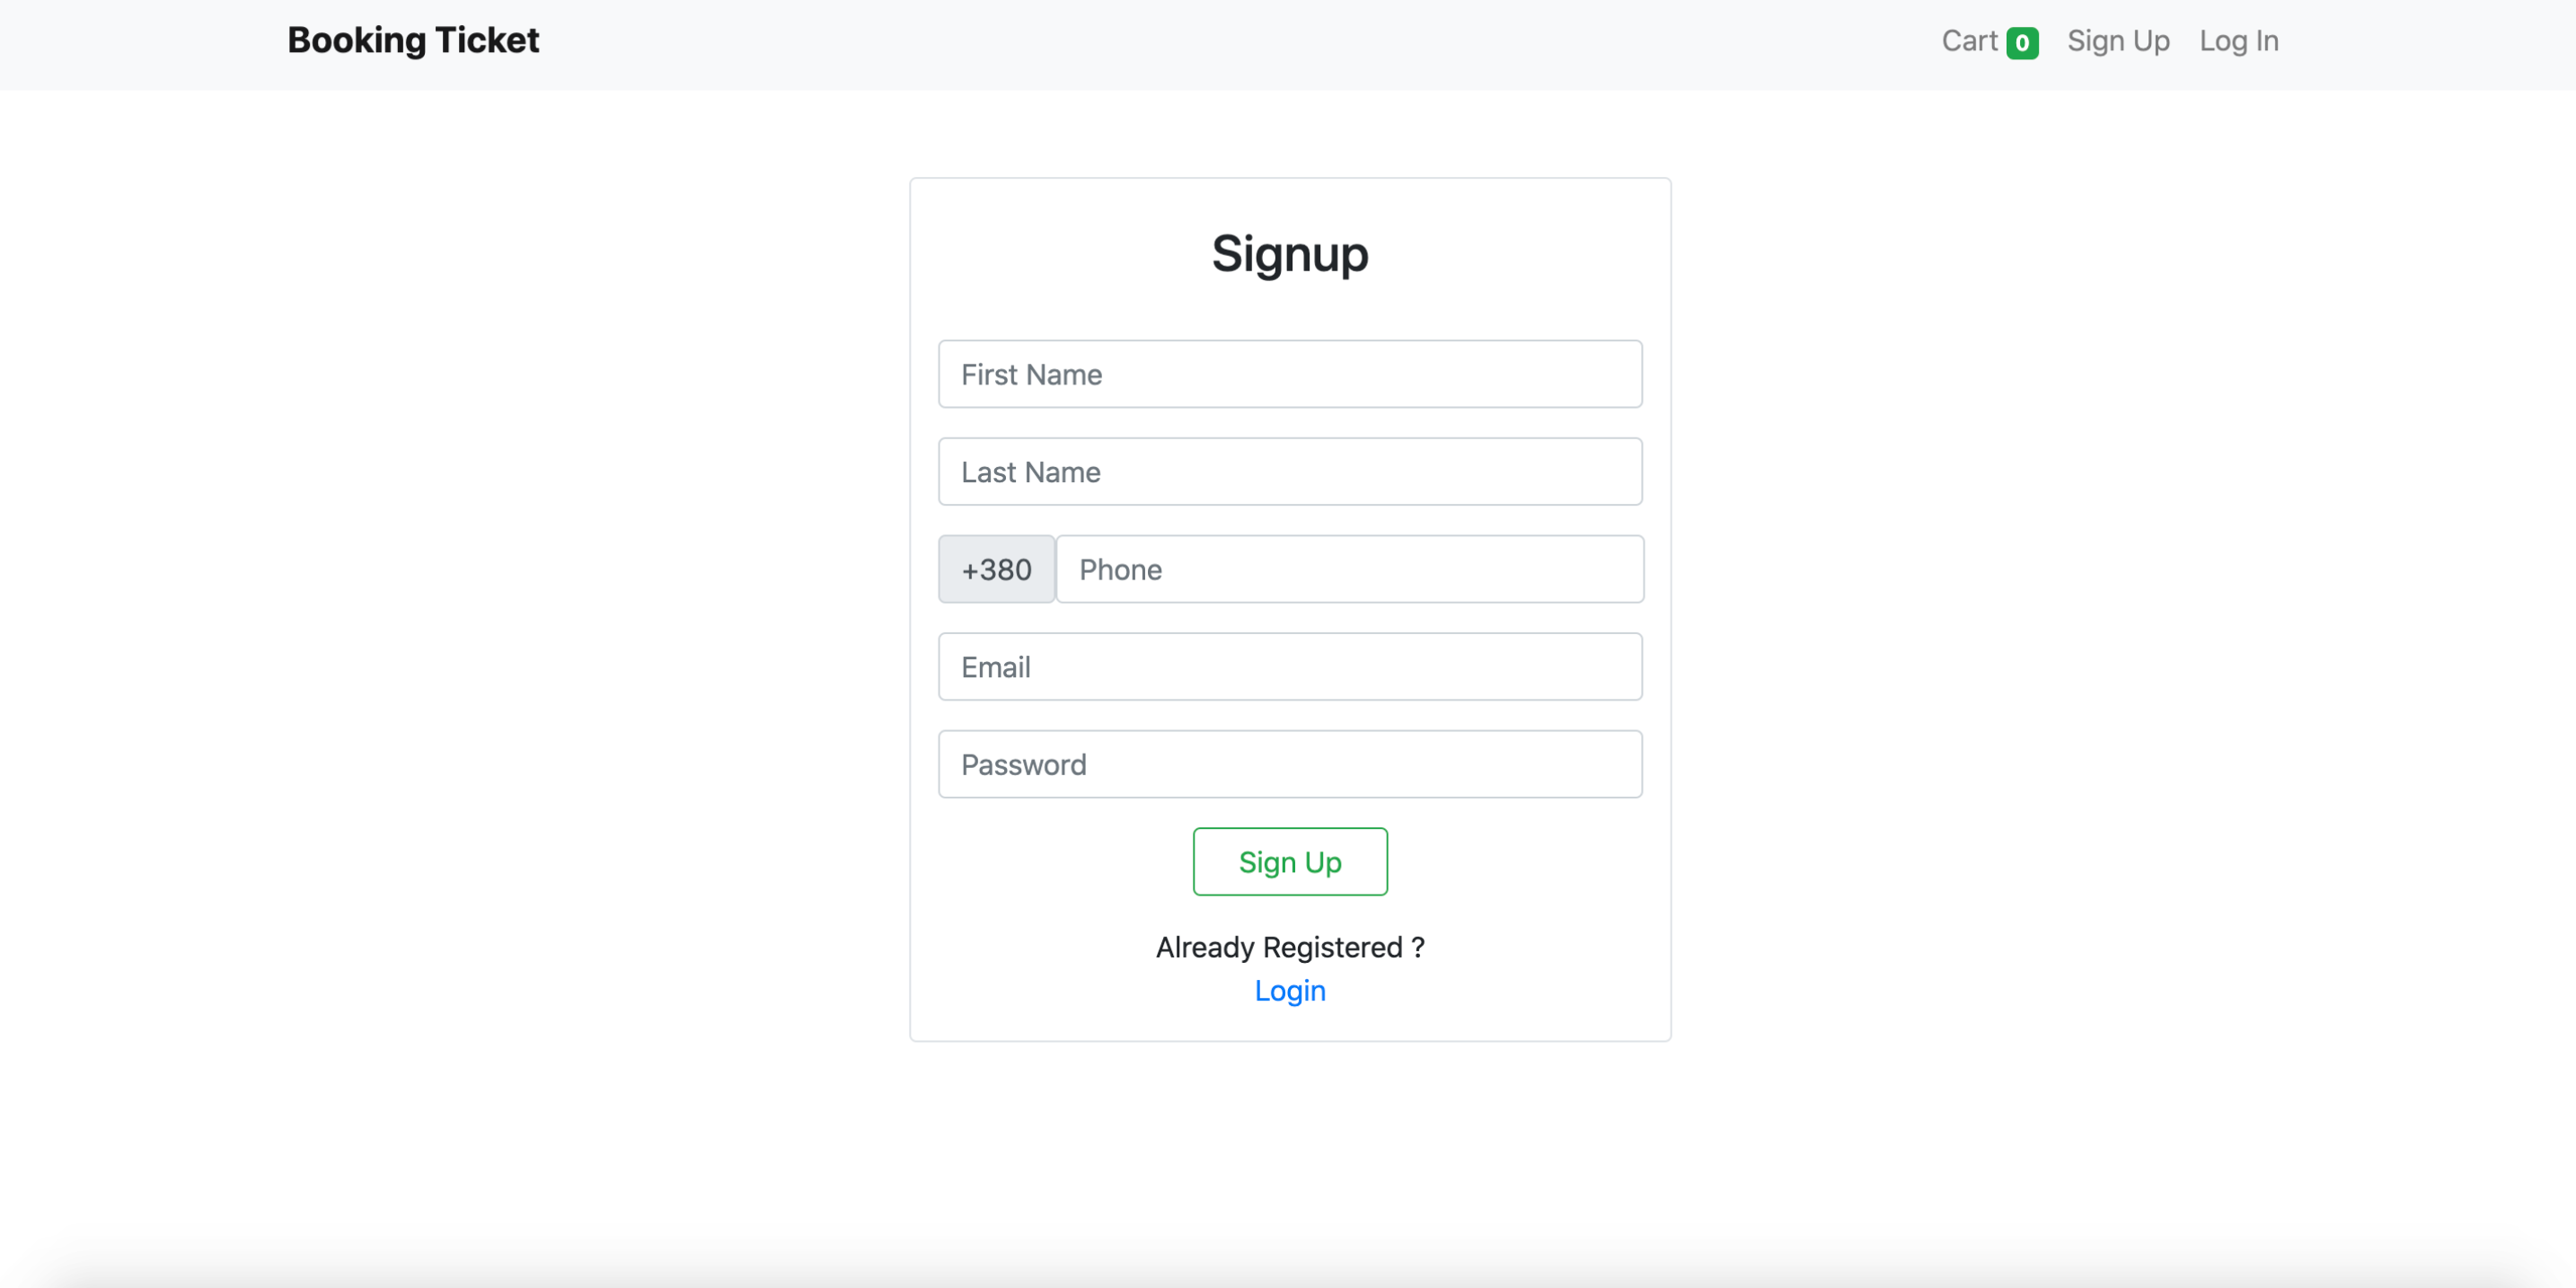 Booking Ticket
Cart 0 Sign Up Log In
Signup
First Name
Last Name
+380 Phone
Email
Password
Sign Up
Already Registered ?
Login